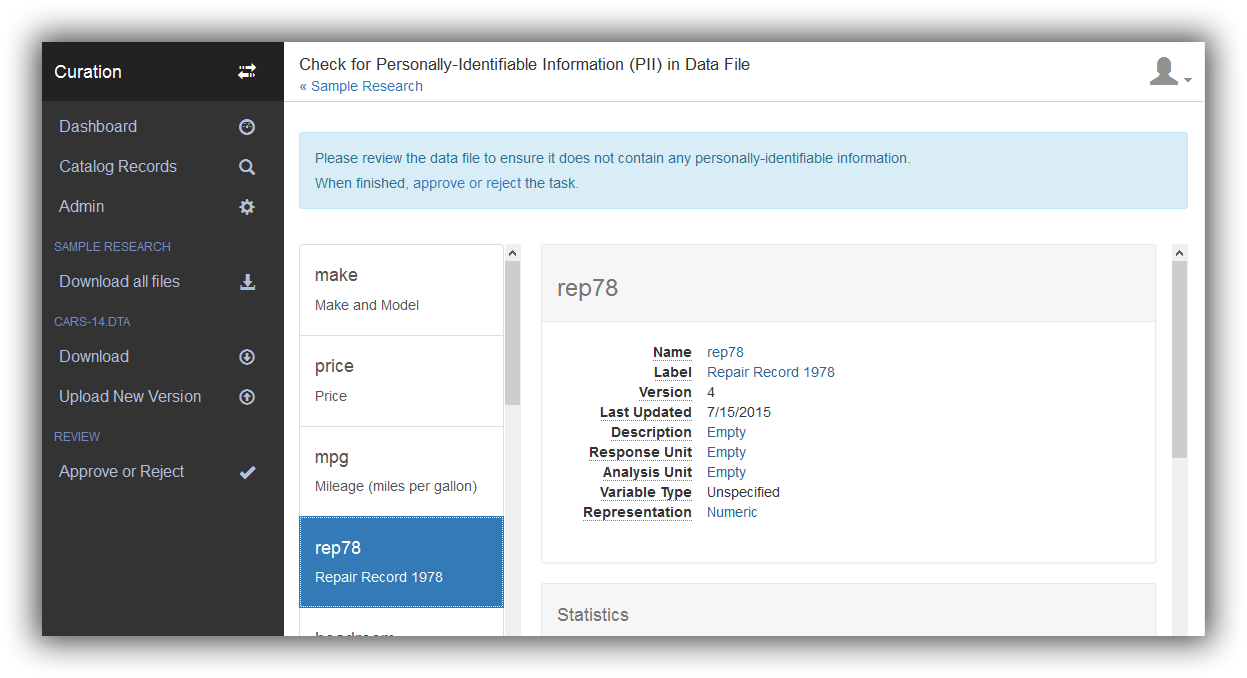 Curation
Dashboard
Catalog Records
Admin
SAMPLE RESEARCH
Download all files
CARS-14.DTA
Download
Upload New Version
REVIEW
Approve or Reject
Check for Personally-Identifiable Information (PII) in Data File
« Sample Research
Please review the data file to ensure it does not contain any personally-identifiable information.
When finished, approve or reject the task.
make
Make and Model
price
Price
mpg
Mileage (miles per gallon)
rep78
Repair Record 1978
headroom
rep78
Name rep78
Label Repair Record 1978
Version 4
Last Updated 7/15/2015
Description Empty
Response Unit Empty
Analysis Unit Empty
Variable Type Unspecified
Representation Numeric
Statistics